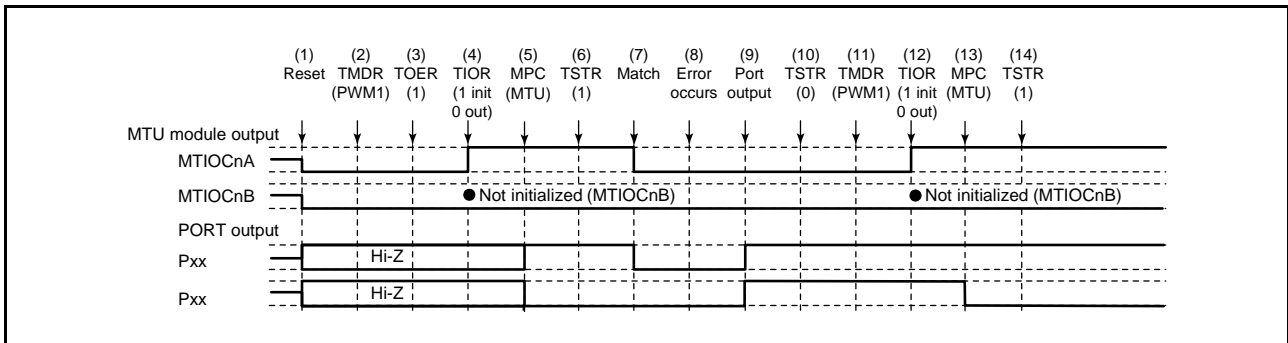 (1) (2) (3) (4) (5) (6) (7) (8) (9) (10) (11) (12) (13) (14)
Reset TMDR TOER TIOR MPC TSTR Match Error Port TSTR TMDR TIOR MPC TSTR
(PWM1) (1) (1 init (MTU) (1) occurs output (0) (PWM1) (1 init (MTU) (1)
0 out) 0 out)
MTU module output
MTIOCnA
MTIOCnB ● Not initialized (MTIOCnB) ● Not initialized (MTIOCnB)
PORT output
Pxx Hi-Z
Pxx Hi-Z